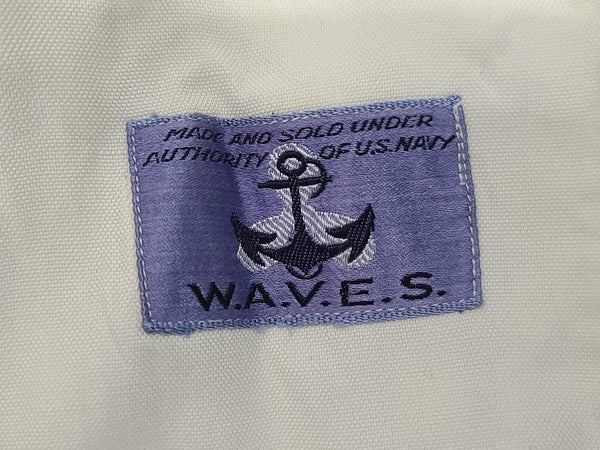 MADE AND SOLD UNDER
AUTHORITY OF U.S. NAVY
W.A.V.E.S.